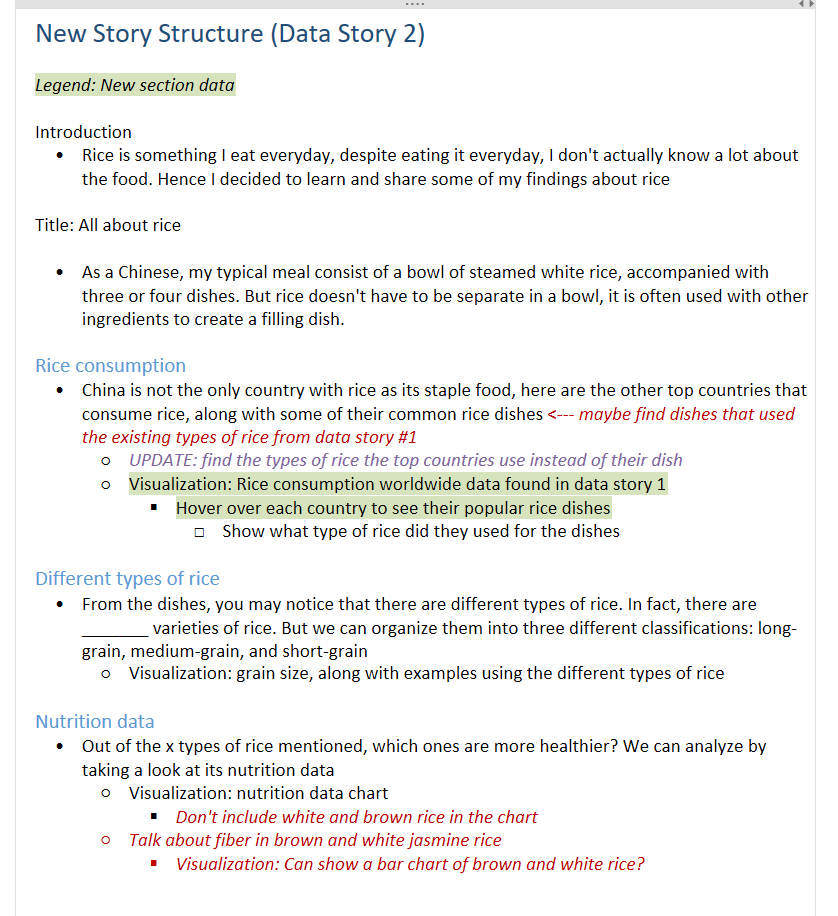 New Story Structure (Data Story 2)
Legend: New section data
Introduction
• Rice is something I eat everyday, despite eating it everyday, I don't actually know a lot about
the food. Hence I decided to learn and share some of my findings about rice
Title: All about rice
• As a Chinese, my typical meal consist of a bowl of steamed white rice, accompanied with
three or four dishes. But rice doesn't have to be separate in a bowl, it is often used with other
ingredients to create a filling dish.
Rice consumption
• China is not the only country with rice as its staple food, here are the other top countries that
consume rice, along with some of their common rice dishes <--- maybe find dishes that used
the existing types of rice from data story #1
○ UPDATE: find the types of rice the top countries use instead of their dish
○ Visualization: Rice consumption worldwide data found in data story 1
▪ Hover over each country to see their popular rice dishes
□ Show what type of rice did they used for the dishes
Different types of rice
• From the dishes, you may notice that there are different types of rice. In fact, there are
_______ varieties of rice. But we can organize them into three different classifications: long-
grain, medium-grain, and short-grain
○ Visualization: grain size, along with examples using the different types of rice
Nutrition data
• Out of the x types of rice mentioned, which ones are more healthier? We can analyze by
taking a look at its nutrition data
○ Visualization: nutrition data chart
▪ Don't include white and brown rice in the chart
○ Talk about fiber in brown and white jasmine rice
▪ Visualization: Can show a bar chart of brown and white rice?